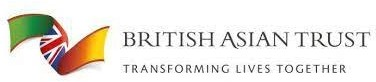 BRITISH ASIAN TRUST
TRANSFORMING LIVES TOGETHER